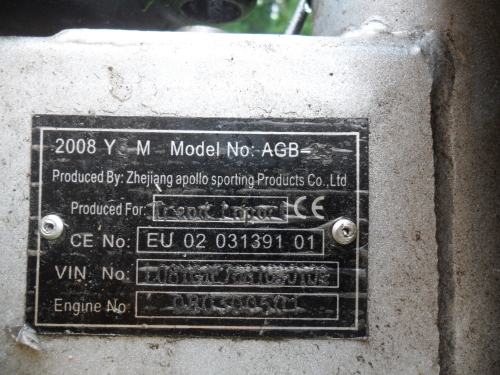 2008 Y M Model No: AGB-
Produced By: Zhejiang apollo sporting Products Co., Ltd
Produced For: CE
CE No: EU 02 031391 01
VIN No:
Engine No